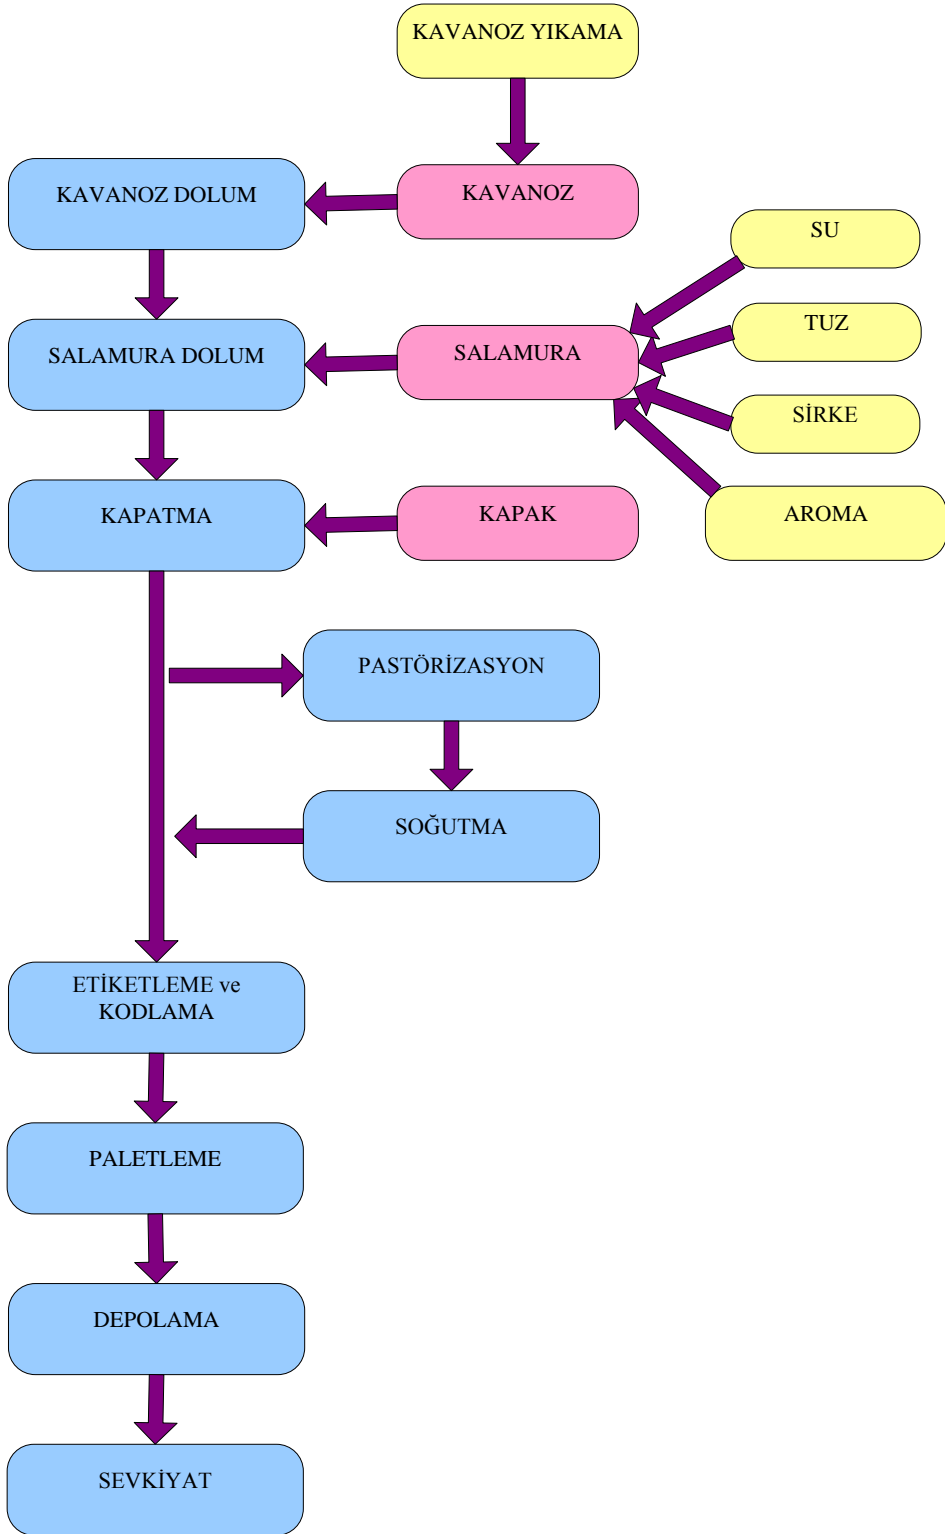 KAVANOZ YIKAMA
KAVANOZ DOLUM
KAVANOZ
SU
SALAMURA DOLUM
SALAMURA
TUZ
SİRKE
KAPATMA
KAPAK
AROMA
PASTÖRİZASYON
SOĞUTMA
ETİKETLEME ve
KODLAMA
PALETLEME
DEPOLAMA
SEVKİYAT